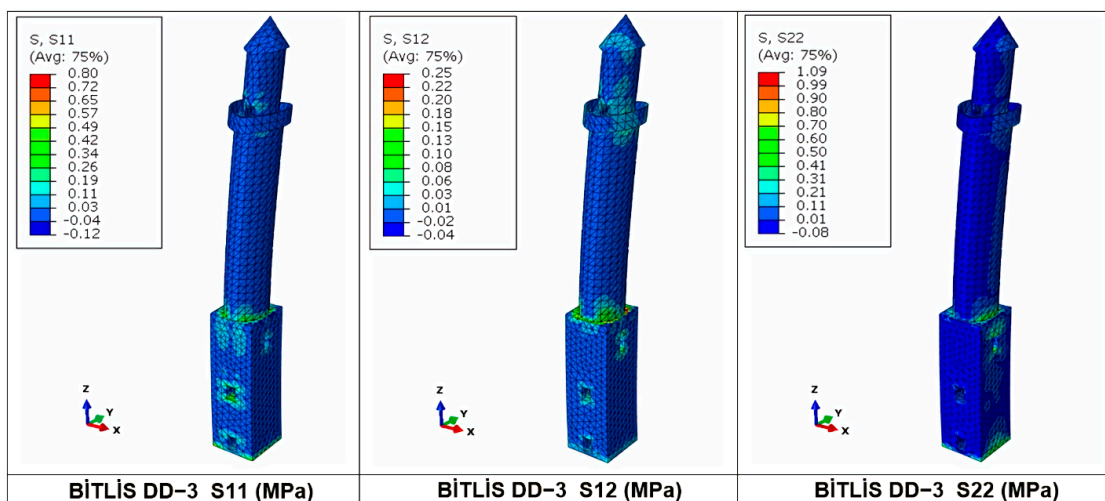 S, S11
(Avg: 75%)
0.80
0.72
0.65
0.57
0.49
0.42
0.34
0.26
0.19
0.11
0.03
-0.04
-0.12
Z
Y
X
BİTLİS DD−3 S11 (MPa)
S, S12
(Avg: 75%)
0.25
0.22
0.20
0.18
0.15
0.13
0.10
0.08
0.06
0.03
0.01
-0.02
-0.04
Z
Y
X
BİTLİS DD−3 S12 (MPa)
S, S22
(Avg: 75%)
1.09
0.99
0.90
0.80
0.70
0.60
0.50
0.41
0.31
0.21
0.11
0.01
-0.08
Z
Y
X
BİTLİS DD−3 S22 (MPa)